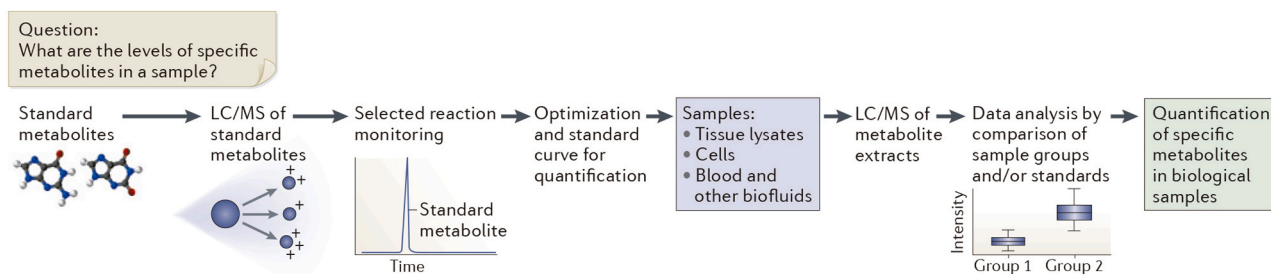 Question:
What are the levels of specific
metabolites in a sample?
Standard
metabolites
LC/MS of
standard
metabolites
+
+
+
+
+
+
Selected reaction
monitoring
Standard
metabolite
Time
Optimization
and standard
curve for
quantification
Samples:
• Tissue lysates
• Cells
• Blood and
other biofluids
LC/MS of
metabolite
extracts
Data analysis by
comparison of
sample groups
and/or standards
Intensity
Group 1 Group 2
Quantification
of specific
metabolites
in biological
samples